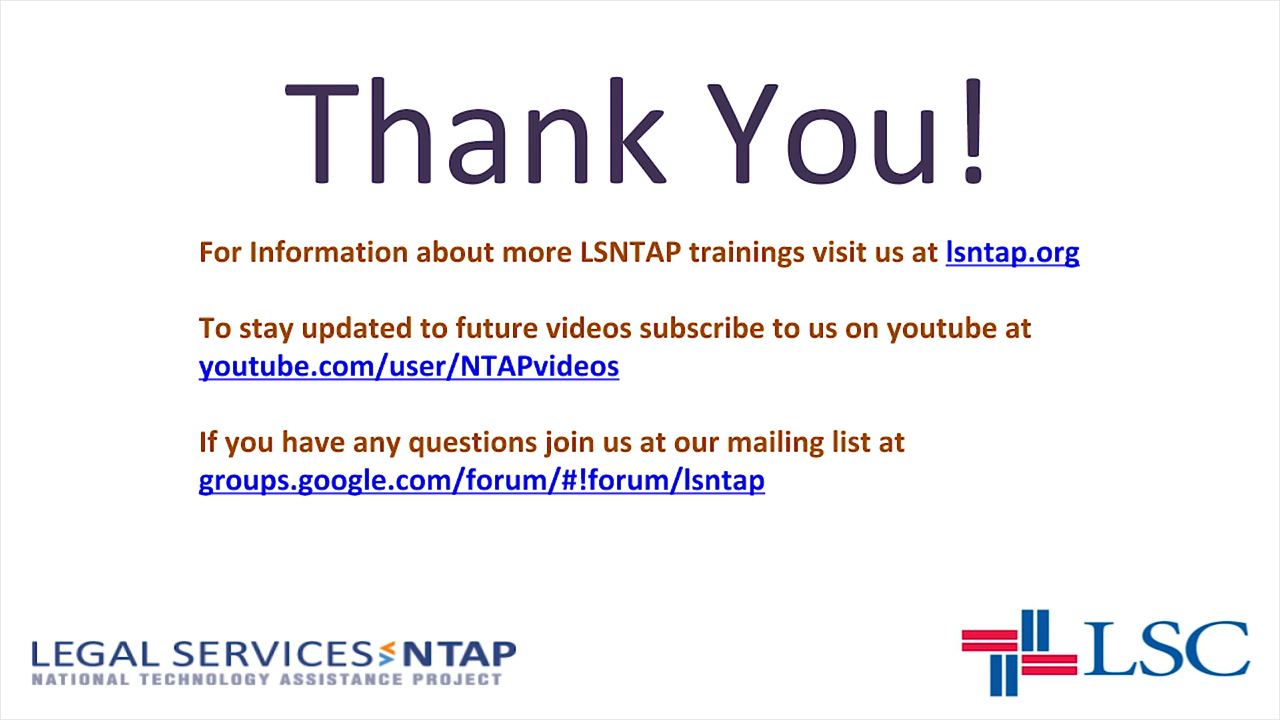 Thank You!
For Information about more LSNTAP trainings visit us at lsntap.org
To stay updated to future videos subscribe to us on youtube at
youtube.com/user/NTAPvideos
If you have any questions join us at our mailing list at
groups.google.com/forum/#!forum/lsntap
LEGAL SERVICES NTAP
NATIONAL TECHNOLOGY ASSISTANCE PROJECT
LSC